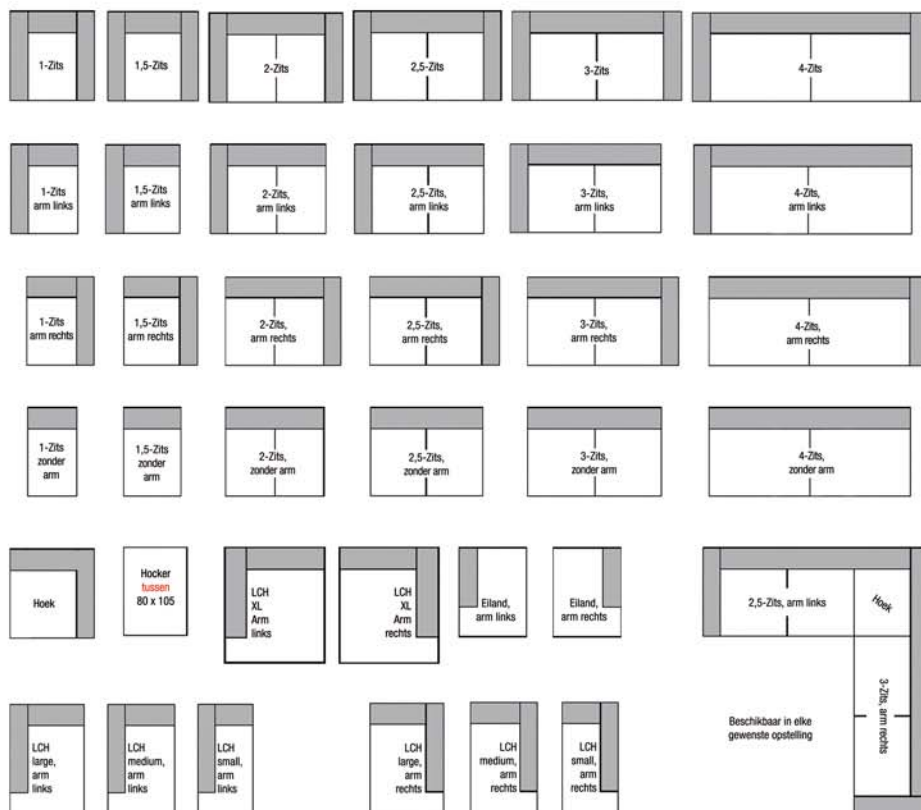 1-Zits
1,5-Zits
2-Zits
2,5-Zits
3-Zits
4-Zits
1-Zits
arm links
1,5-Zits
arm links
2-Zits,
arm links
2,5-Zits,
arm links
3-Zits,
arm links
4-Zits,
arm links
1-Zits
arm rechts
1,5-Zits
arm rechts
2-Zits,
arm rechts
2,5-Zits,
arm rechts
3-Zits,
arm rechts
4-Zits,
arm rechts
1-Zits
zonder
arm
1,5-Zits
zonder
arm
2-Zits,
zonder arm
2,5-Zits,
zonder arm
3-Zits,
zonder arm
4-Zits,
zonder arm
Hoek
Hocker
tussen
80 x 105
LCH
XL
Arm
links
LCH
XL
Arm
rechts
Eiland,
arm links
Eiland,
arm rechts
2,5-Zits, arm links
Hoek
3-Zits, arm rechts
Beschikbaar in elke
gewenste opstelling
LCH
large,
arm
links
LCH
medium,
arm
links
LCH
small,
arm
links
LCH
large,
arm
rechts
LCH
medium,
arm
rechts
LCH
small,
arm
rechts